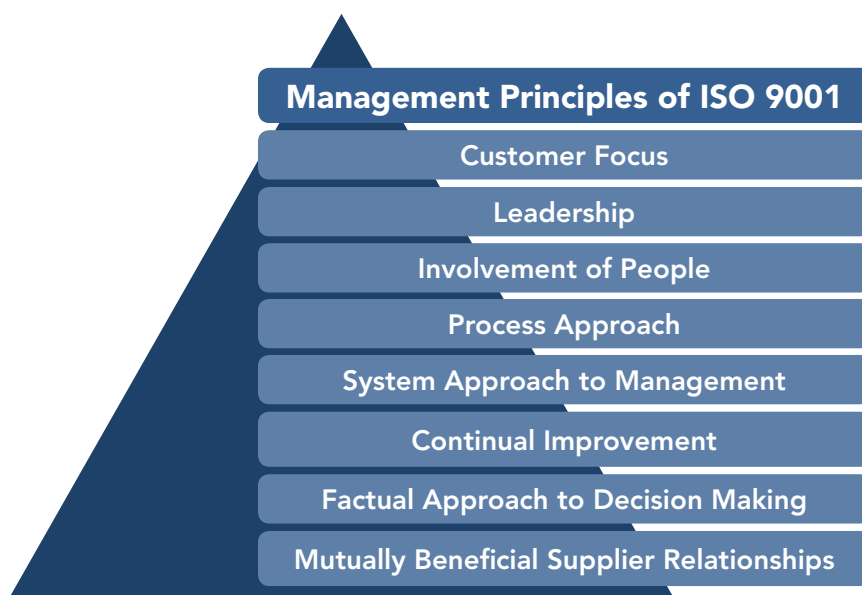 Management Principles of ISO 9001
Customer Focus
Leadership
Involvement of People
Process Approach
System Approach to Management
Continual Improvement
Factual Approach to Decision Making
Mutually Beneficial Supplier Relationships